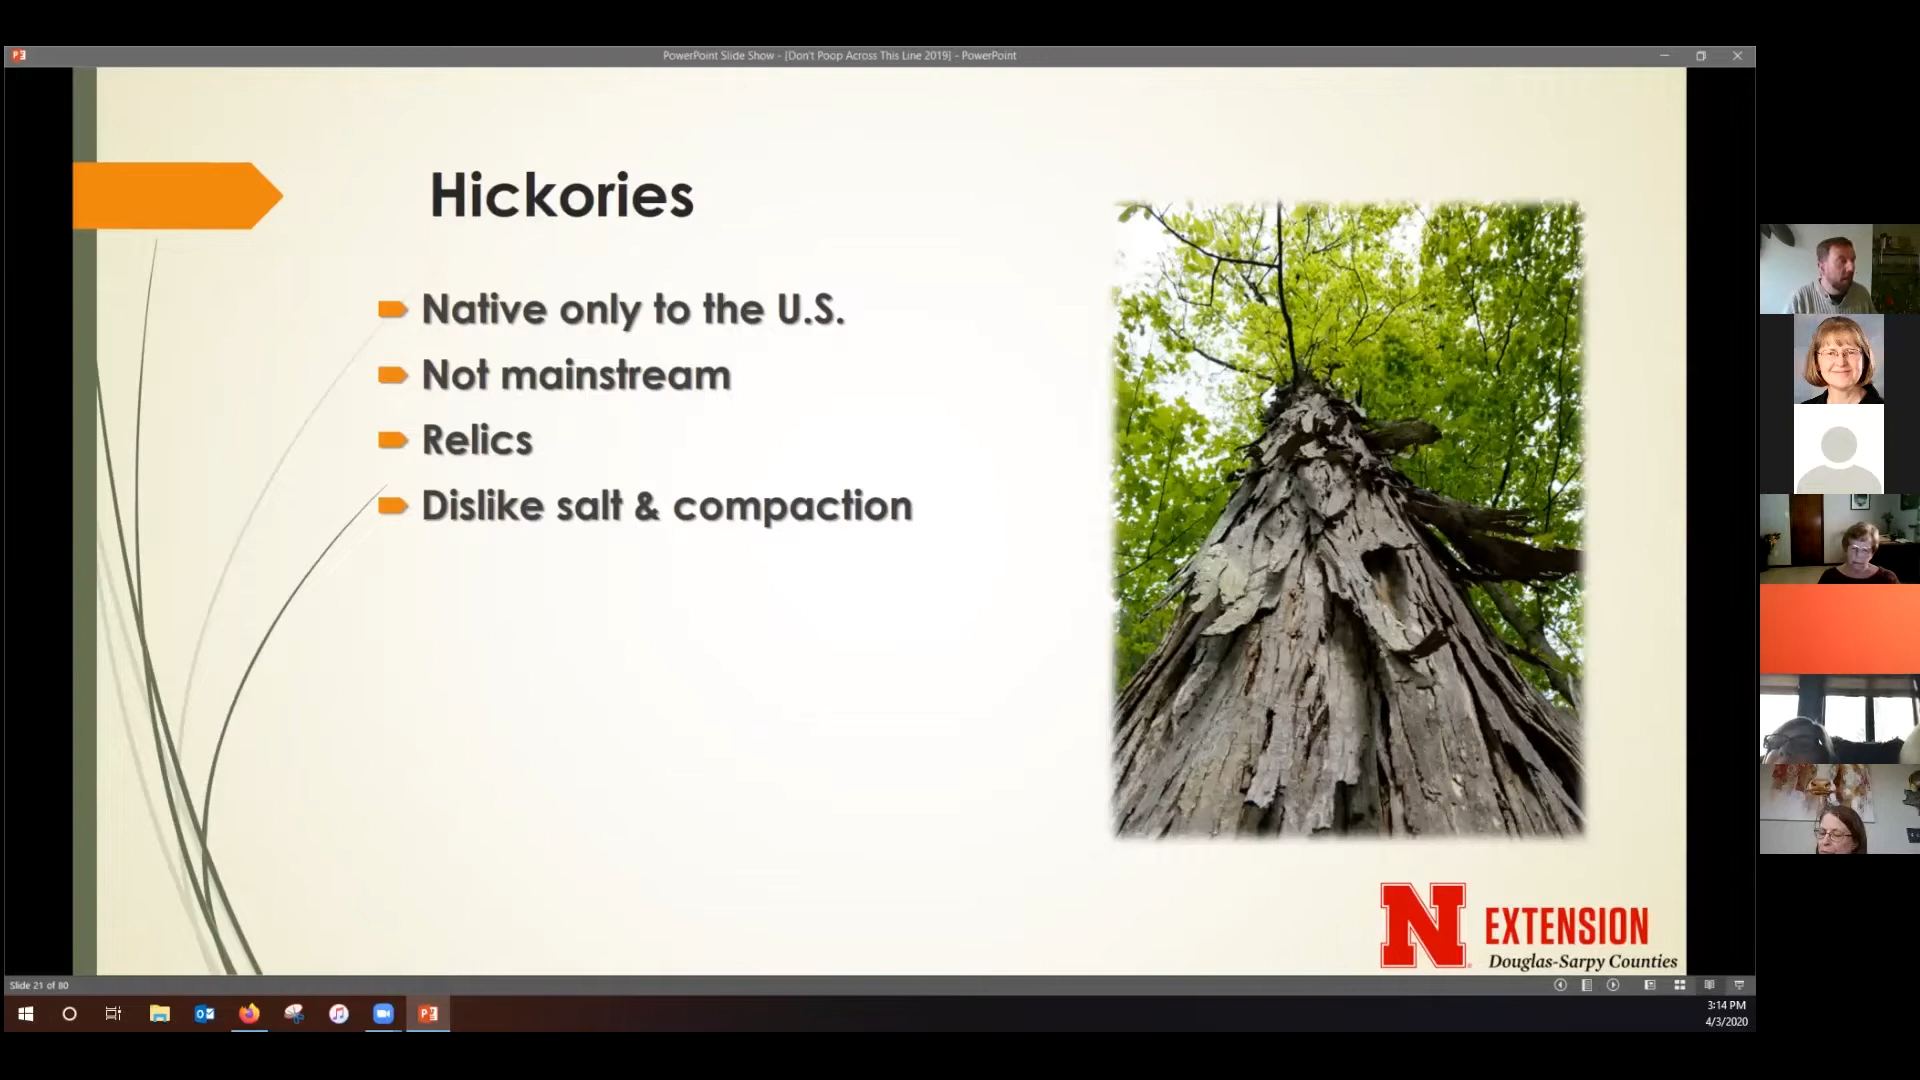 PowerPoint Slide Show - [Don't Poop Across This Line 2019] - PowerPoint
Hickories
Native only to the U.S.
Not mainstream
Relics
Dislike salt & compaction
N EXTENSION
Douglas-Sarpy Counties
Slide 21 of 80
3:14 PM
4/3/2020